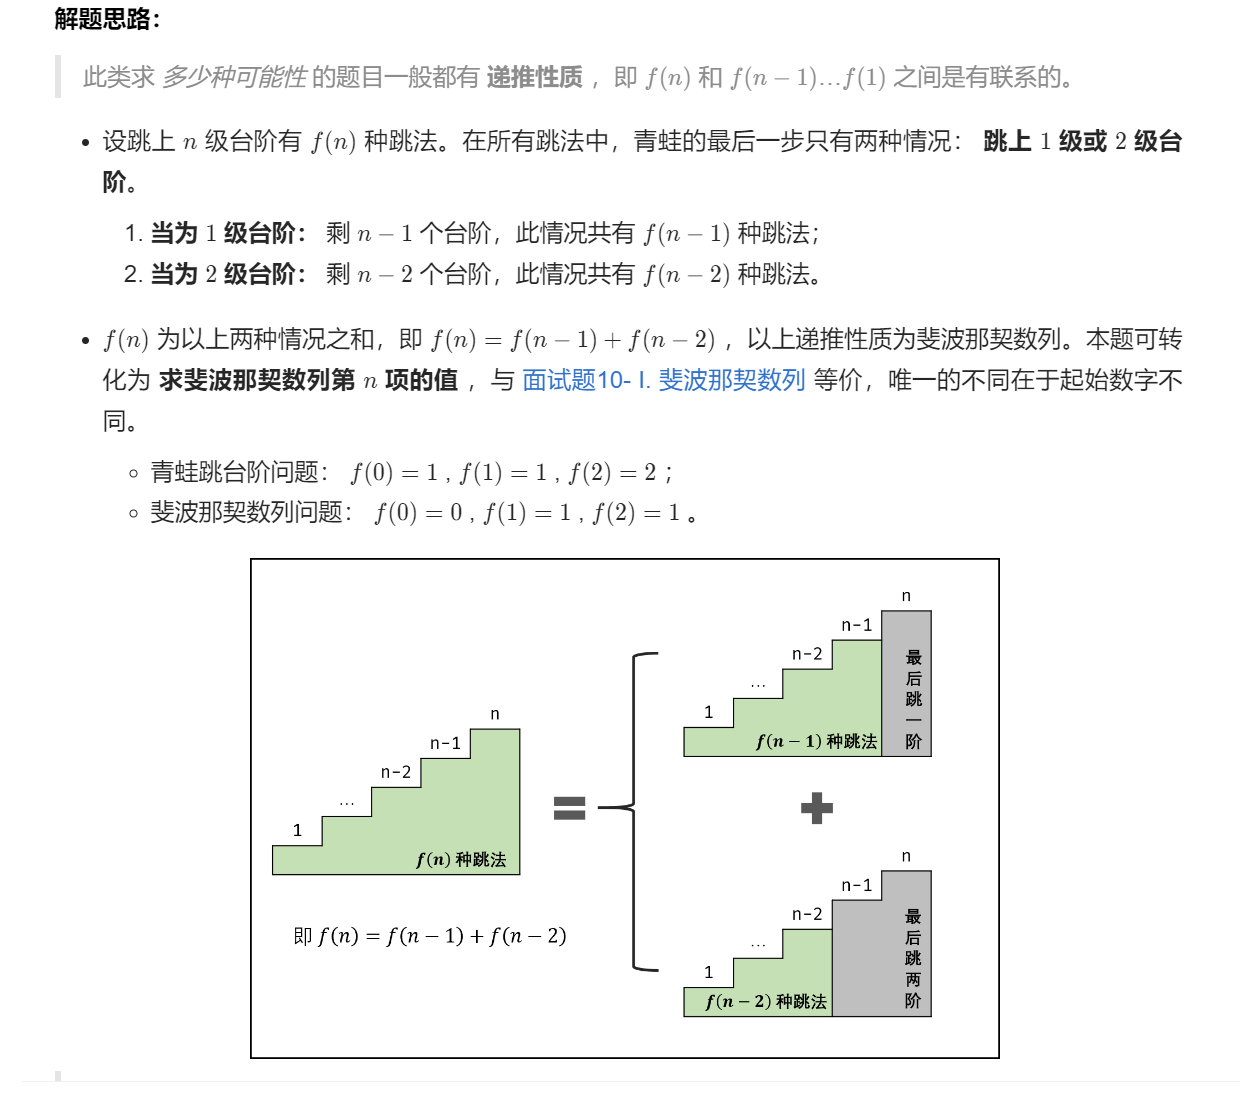 解题思路：
此类求 多少种可能性 的题目一般都有 递推性质 ，即 f(n) 和 f(n − 1)…f(1) 之间是有联系的。
• 设跳上 n 级台阶有 f(n) 种跳法。在所有跳法中，青蛙的最后一步只有两种情况： 跳上 1 级或 2 级台
阶。
1. 当为 1 级台阶： 剩 n − 1 个台阶，此情况共有 f(n − 1) 种跳法；
2. 当为 2 级台阶： 剩 n − 2 个台阶，此情况共有 f(n − 2) 种跳法。
• f(n) 为以上两种情况之和，即 f(n) = f(n − 1) + f(n − 2) ，以上递推性质为斐波那契数列。本题可转
化为 求斐波那契数列第 n 项的值 ，与 面试题10- I. 斐波那契数列 等价，唯一的不同在于起始数字不
同。
◦ 青蛙跳台阶问题： f(0) = 1 , f(1) = 1 , f(2) = 2 ；
◦ 斐波那契数列问题： f(0) = 0 , f(1) = 1 , f(2) = 1 。
n
n-1
n-2
…
1
f(n) 种跳法
即 f(n) = f(n − 1) + f(n − 2)
=
n
n-1
n-2
…
1
f(n − 1) 种跳法
最后跳一阶
+
n
n-1
n-2
…
1
f(n − 2) 种跳法
最后跳两阶